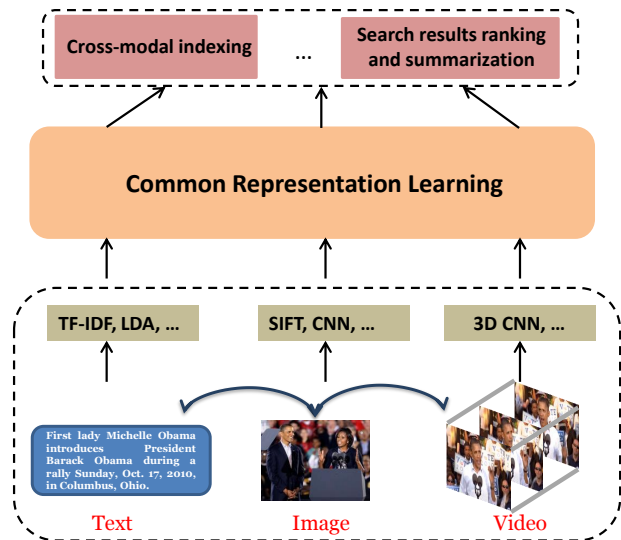 Cross-modal indexing
...
Search results ranking
and summarization
Common Representation Learning
TF-IDF, LDA, ...
SIFT, CNN, ...
3D CNN, ...
First lady Michelle Obama
introduces President
Barack Obama during a
rally Sunday, Oct. 17, 2010,
in Columbus, Ohio.
Text
Image
Video